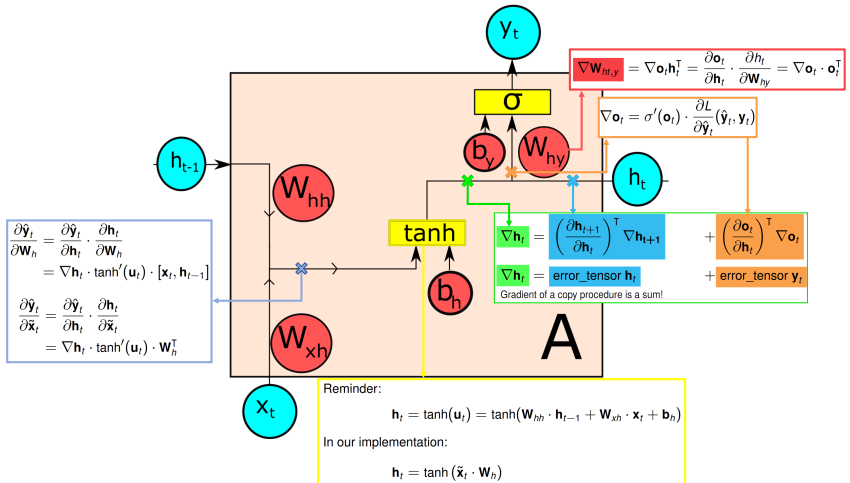 y_t
∇W_{ht,y} = ∇o_t h_t^T = ∂o_t/∂h_t · ∂h_t/∂W_{hy} = ∇o_t · o_t^T
σ
∇o_t = σ′(o_t) · ∂L/∂ŷ_t (ŷ_t, y_t)
b_y
W_{hy}
h_{t-1}
W_{hh}
h_t
tanh
∇h_t = (∂h_{t+1}/∂h_t)^T ∇h_{t+1} + (∂o_t/∂h_t)^T ∇o_t
∇h_t = error_tensor h_t + error_tensor y_t
Gradient of a copy procedure is a sum!
∂ŷ_t/∂W_h = ∂ŷ_t/∂h_t · ∂h_t/∂W_h
= ∇h_t · tanh′(u_t) · [x_t, h_{t−1}]
∂ŷ_t/∂x̃_t = ∂ŷ_t/∂h_t · ∂h_t/∂x̃_t
= ∇h_t · tanh′(u_t) · W_h^T
b_h
W_{xh}
A
x_t
Reminder:
h_t = tanh(u_t) = tanh(W_{hh} · h_{t−1} + W_{xh} · x_t + b_h)
In our implementation:
h_t = tanh (x̃_t · W_h)